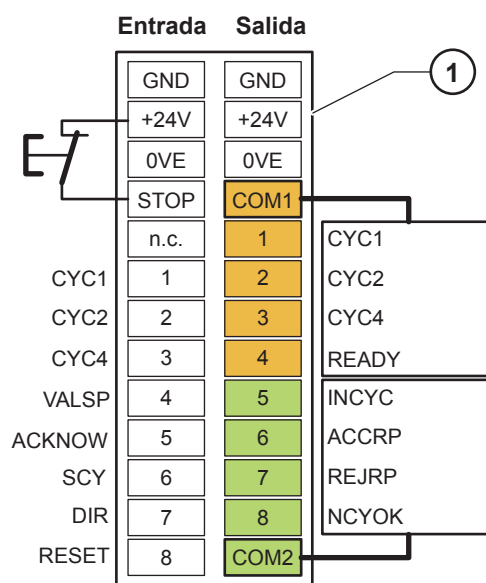 Entrada Salida
1
GND GND
+24V +24V
0VE 0VE
STOP COM1
n.c. 1 CYC1
CYC1 1 2 CYC2
CYC2 2 3 CYC4
CYC4 3 4 READY
VALSP 4 5 INCYC
ACKNOW 5 6 ACCRP
SCY 6 7 REJRP
DIR 7 8 NCYOK
RESET 8 COM2